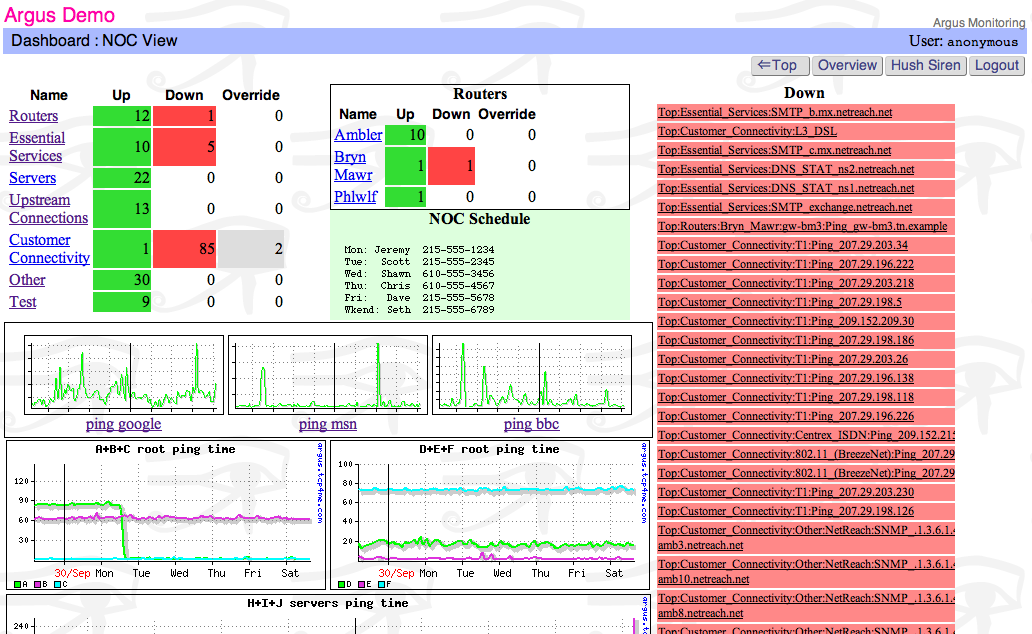 Argus Demo
Argus Monitoring
Dashboard : NOC View
User: anonymous
⇐Top Overview Hush Siren Logout
Name Up Down Override
Routers 12 1 0
Essential
Services 10 5 0
Servers 22 0 0
Upstream
Connections 13 0 0
Customer
Connectivity 1 85 2
Other 30 0 0
Test 9 0 0
Routers
Name Up Down Override
Ambler 10 0 0
Bryn
Mawr 1 1 0
Phlwlf 1 0 0
NOC Schedule
Mon: Jeremy 215-555-1234
Tue: Scott 215-555-2345
Wed: Shawn 610-555-3456
Thu: Chris 610-555-4567
Fri: Dave 215-555-5678
Wkend: Seth 215-555-6789
ping google
ping msn
ping bbc
A+B+C root ping time
argus.tcp4me.com
120
90
60
30
30/Sep Mon Tue Wed Thu Fri Sat
A B C
D+E+F root ping time
argus.tcp4me.com
100
80
60
40
20
30/Sep Mon Tue Wed Thu Fri Sat
D E F
H+I+J servers ping time
240
Down
Top:Essential_Services:SMTP_b.mx.netreach.net
Top:Customer_Connectivity:L3_DSL
Top:Essential_Services:SMTP_c.mx.netreach.net
Top:Essential_Services:DNS_STAT_ns2.netreach.net
Top:Essential_Services:DNS_STAT_ns1.netreach.net
Top:Essential_Services:SMTP_exchange.netreach.net
Top:Routers:Bryn_Mawr:gw-bm3:Ping_gw-bm3.tn.example
Top:Customer_Connectivity:T1:Ping_207.29.203.34
Top:Customer_Connectivity:T1:Ping_207.29.196.222
Top:Customer_Connectivity:T1:Ping_207.29.203.218
Top:Customer_Connectivity:T1:Ping_207.29.198.5
Top:Customer_Connectivity:T1:Ping_209.152.209.30
Top:Customer_Connectivity:T1:Ping_207.29.198.186
Top:Customer_Connectivity:T1:Ping_207.29.203.26
Top:Customer_Connectivity:T1:Ping_207.29.196.138
Top:Customer_Connectivity:T1:Ping_207.29.198.118
Top:Customer_Connectivity:T1:Ping_207.29.196.226
Top:Customer_Connectivity:Centrex_ISDN:Ping_209.152.215
Top:Customer_Connectivity:802.11_(BreezeNet):Ping_207.29
Top:Customer_Connectivity:802.11_(BreezeNet):Ping_207.29
Top:Customer_Connectivity:T1:Ping_207.29.203.230
Top:Customer_Connectivity:T1:Ping_207.29.198.126
Top:Customer_Connectivity:Other:NetReach:SNMP_.1.3.6.1.4
amb3.netreach.net
Top:Customer_Connectivity:Other:NetReach:SNMP_.1.3.6.1.4
amb10.netreach.net
Top:Customer_Connectivity:Other:NetReach:SNMP_.1.3.6.1.4
amb8.netreach.net
Top:Customer_Connectivity:Other:NetReach:SNMP_.1.3.6.1.4